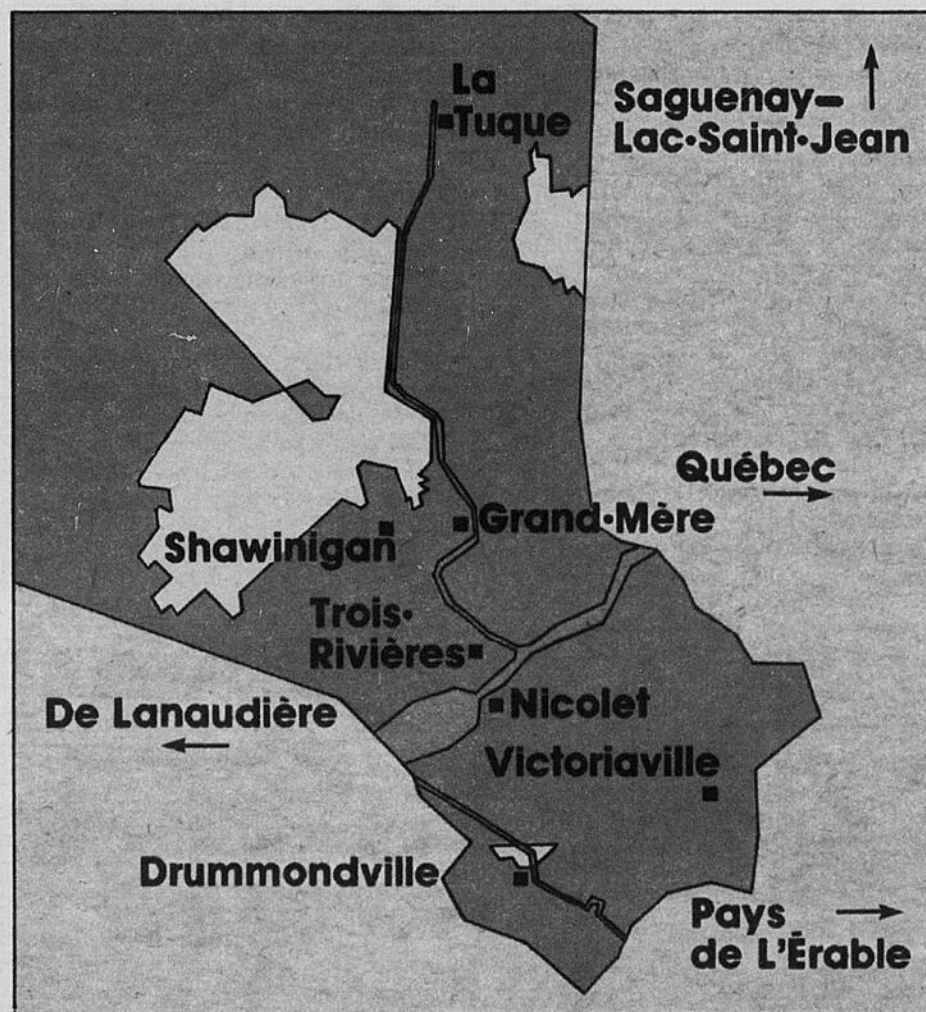 La
Tuque
Saguenay–
Lac•Saint•Jean
Québec
Grand•Mère
Shawinigan
Trois•
Rivières
Nicolet
De Lanaudière
Victoriaville
Drummondville
Pays
de L'Érable